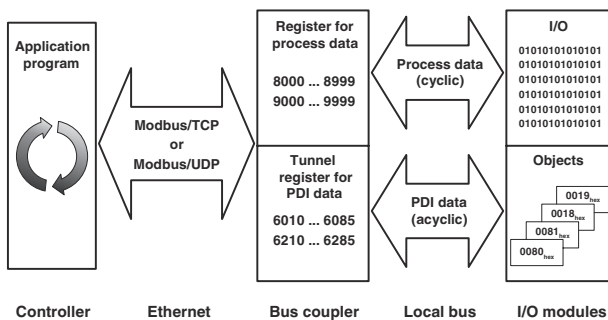 Application
program
Modbus/TCP
or
Modbus/UDP
Register for
process data
8000 ... 8999
9000 ... 9999
Tunnel
register for
PDI data
6010 ... 6085
6210 ... 6285
Process data
(cyclic)
PDI data
(acyclic)
I/O
01010101010101
01010101010101
01010101010101
01010101010101
01010101010101
01010101010101
Objects
0019hex
0018hex
0081hex
0080hex
Controller
Ethernet
Bus coupler
Local bus
I/O modules